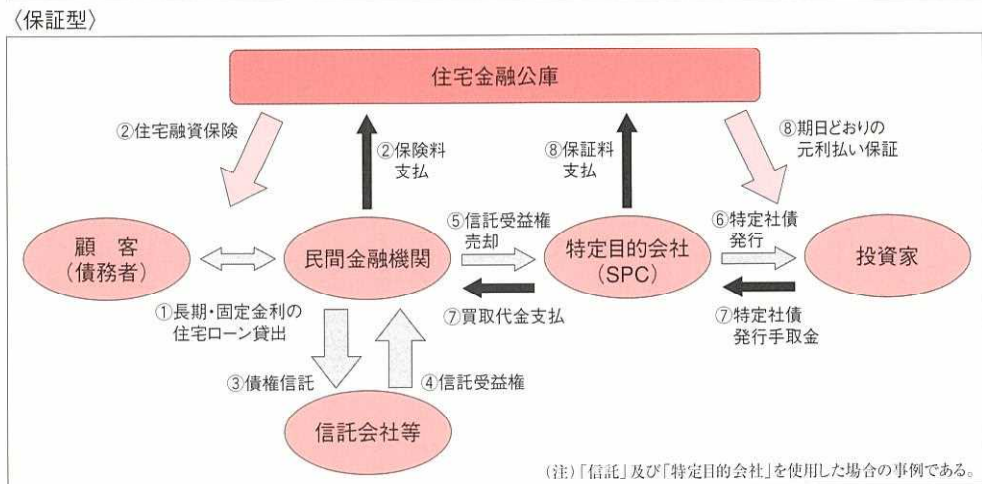 〈保証型〉
住宅金融公庫
②住宅融資保険
②保険料
支払
⑧保証料
支払
⑧期日どおりの
元利払い保証
顧　客
(債務者)
民間金融機関
⑤信託受益権
売却
特定目的会社
(SPC)
⑥特定社債
発行
投資家
①長期・固定金利の
住宅ローン貸出
⑦買取代金支払
⑦特定社債
発行手取金
③債権信託
④信託受益権
信託会社等
(注)「信託」及び「特定目的会社」を使用した場合の事例である。